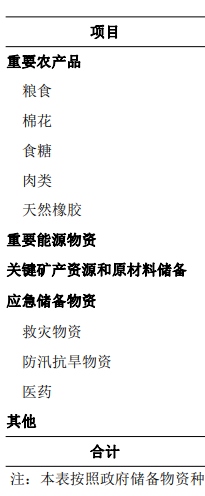 项目
重要农产品
粮食
棉花
食糖
肉类
天然橡胶
重要能源物资
关键矿产资源和原材料储备
应急储备物资
救灾物资
防汛抗旱物资
医药
其他
合计
注：本表按照政府储备物资种